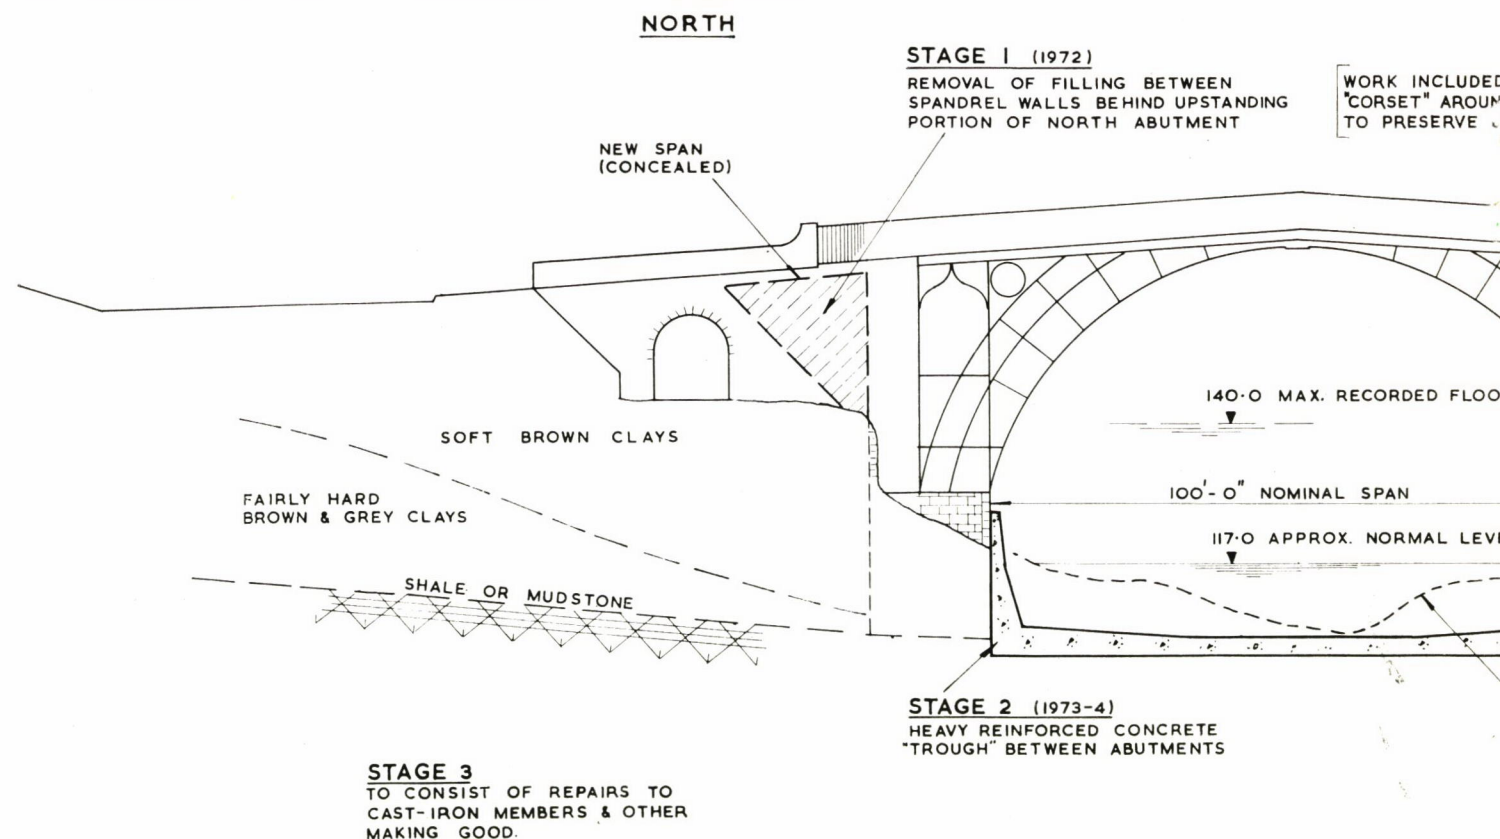 NORTH
STAGE 1 (1972)
REMOVAL OF FILLING BETWEEN
SPANDREL WALLS BEHIND UPSTANDING
PORTION OF NORTH ABUTMENT
WORK INCLUDED
"CORSET"
TO PRESERVE
NEW SPAN
(CONCEALED)
140·0 MAX. RECORDED
SOFT BROWN CLAYS
FAIRLY HARD
BROWN & GREY CLAYS
100'-0" NOMINAL SPAN
117·0 APPROX. NORMAL
SHALE OR MUDSTONE
STAGE 2 (1973-4)
HEAVY REINFORCED CONCRETE
"TROUGH" BETWEEN ABUTMENTS
STAGE 3
TO CONSIST OF REPAIRS TO
CAST-IRON MEMBERS & OTHER
MAKING GOOD.